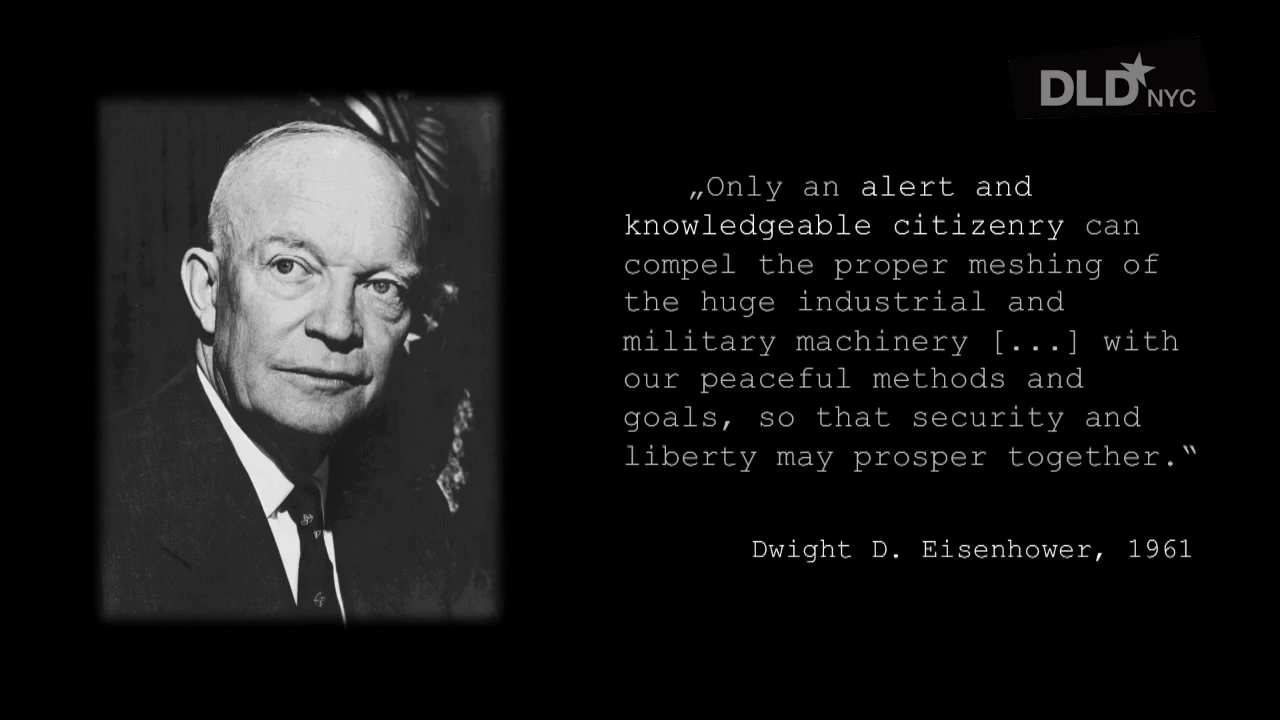 DLD NYC
„Only an alert and
knowledgeable citizenry can
compel the proper meshing of
the huge industrial and
military machinery [...] with
our peaceful methods and
goals, so that security and
liberty may prosper together.‟
Dwight D. Eisenhower, 1961